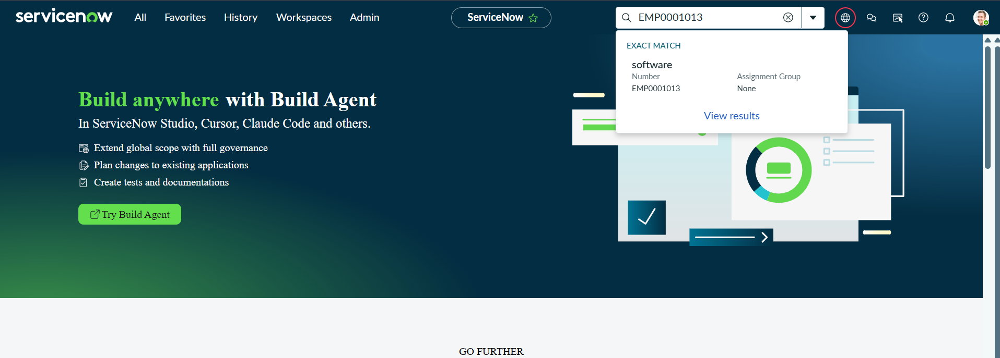 servicenow All Favorites History Workspaces Admin ServiceNow EMP0001013
EXACT MATCH
software
Number Assignment Group
EMP0001013 None
View results
Build anywhere with Build Agent
In ServiceNow Studio, Cursor, Claude Code and others.
Extend global scope with full governance
Plan changes to existing applications
Create tests and documentations
Try Build Agent
GO FURTHER